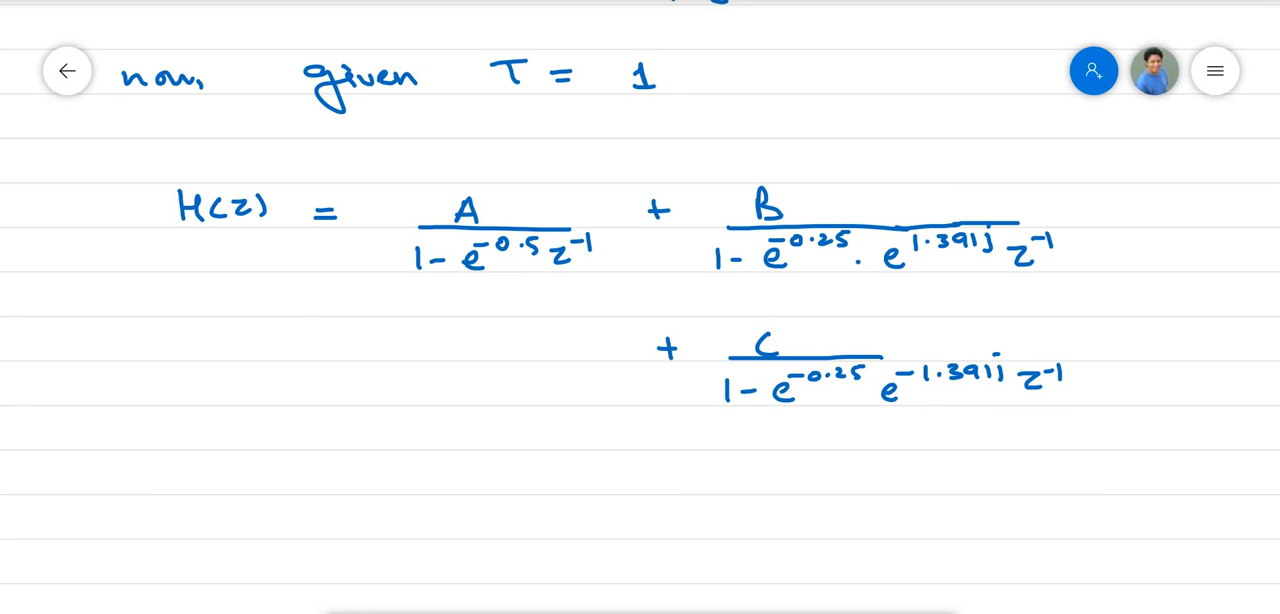 now, given T = 1
H(z) = A / (1 - e^{-0.5} z^{-1}) + B / (1 - e^{-0.25} . e^{1.391j} z^{-1})
+ C / (1 - e^{-0.25} e^{-1.391j} z^{-1})